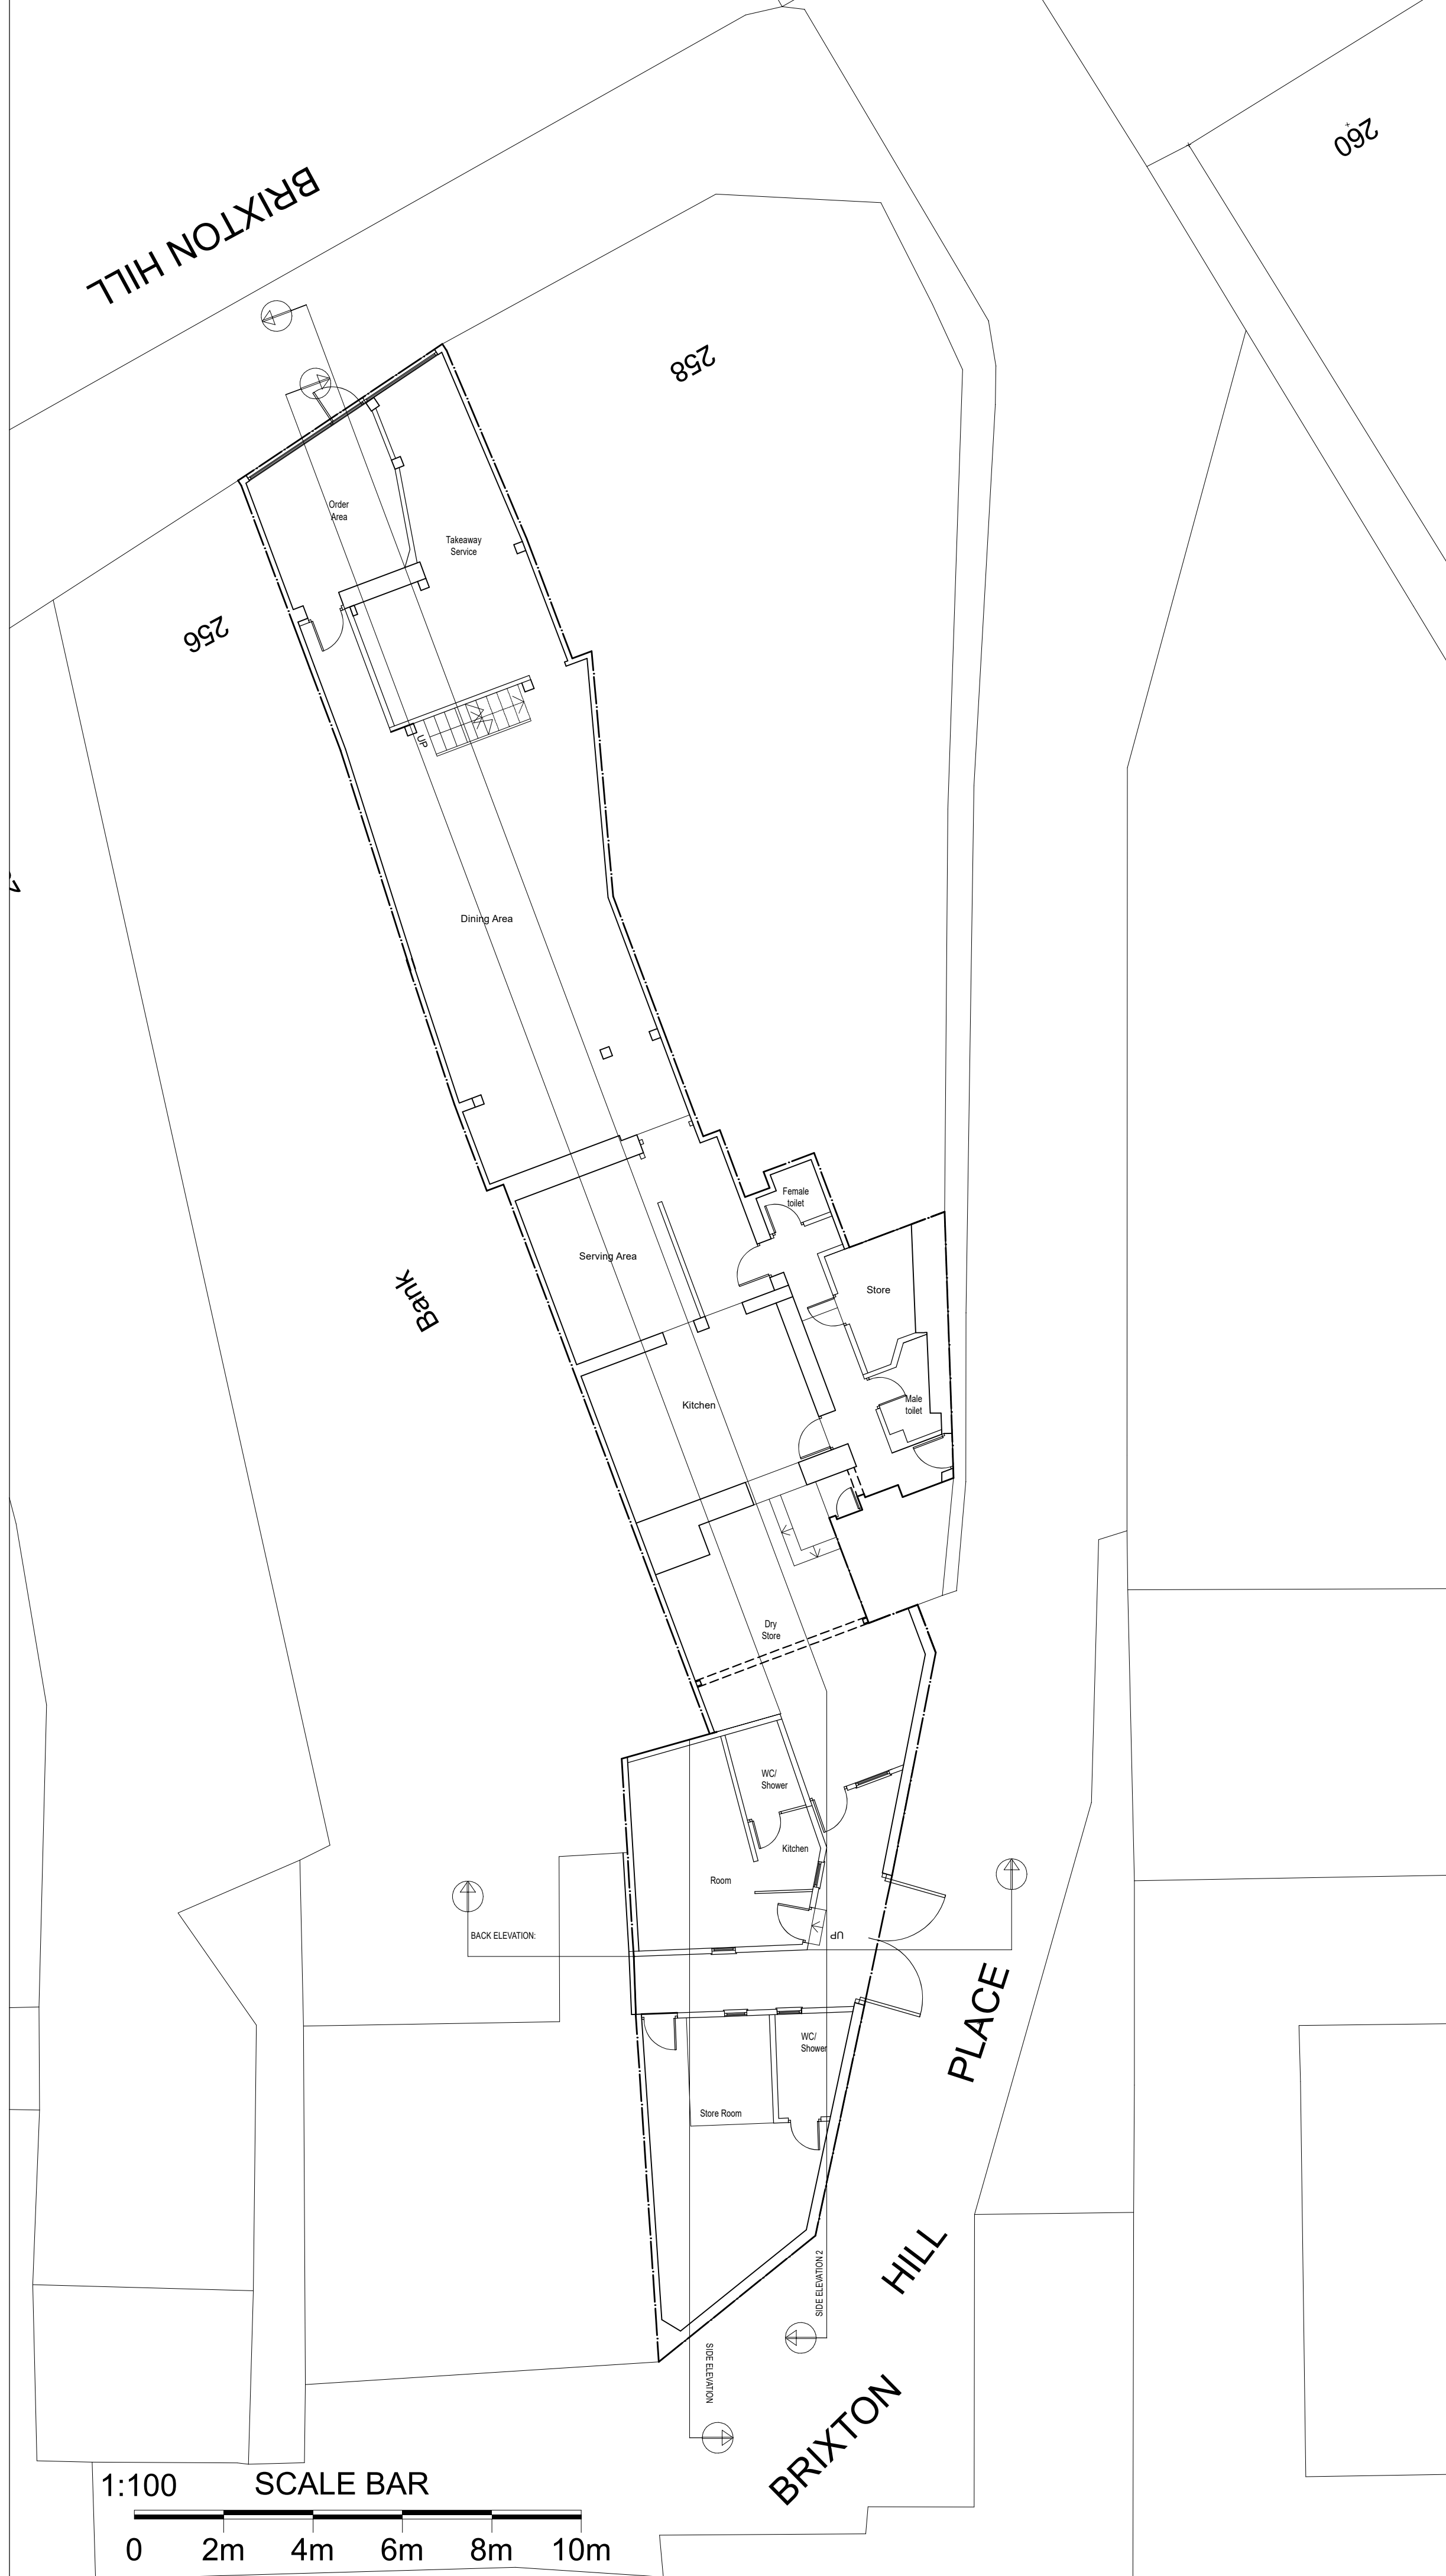 260
BRIXTON HILL
258
Order
Area
Takeaway
Service
256
UP
Dining Area
Female
toilet
Serving Area
Store
Bank
Kitchen
Male
toilet
Dry
Store
WC/
Shower
Kitchen
Room
BACK ELEVATION:
UP
PLACE
WC/
Shower
Store Room
HILL
SIDE ELEVATION 2
SIDE ELEVATION
BRIXTON
1:100 SCALE BAR
0 2m 4m 6m 8m 10m